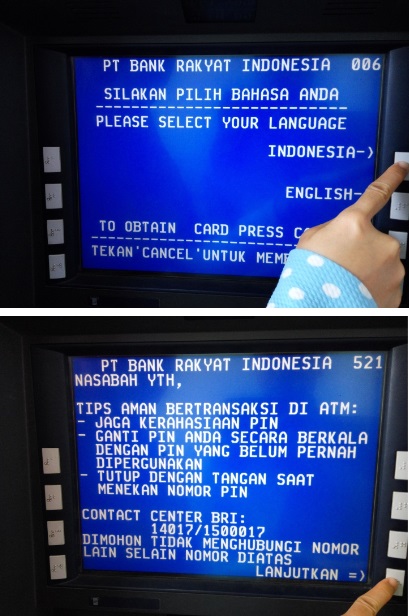 PT BANK RAKYAT INDONESIA 006
SILAKAN PILIH BAHASA ANDA
PLEASE SELECT YOUR LANGUAGE
INDONESIA->
ENGLISH-
TO OBTAIN CARD PRESS
TEKAN'CANCEL'UNTUK
PT BANK RAKYAT INDONESIA 521
NASABAH YTH,
TIPS AMAN BERTRANSAKSI DI ATM:
- JAGA KERAHASIAAN PIN
- GANTI PIN ANDA SECARA BERKALA
DENGAN PIN YANG BELUM PERNAH
DIPERGUNAKAN
- TUTUP DENGAN TANGAN SAAT
MENEKAN NOMOR PIN
CONTACT CENTER BRI:
14017/1500017
DIMOHON TIDAK MENGHUBUNGI NOMOR
LAIN SELAIN NOMOR DIATAS
LANJUTKAN =>